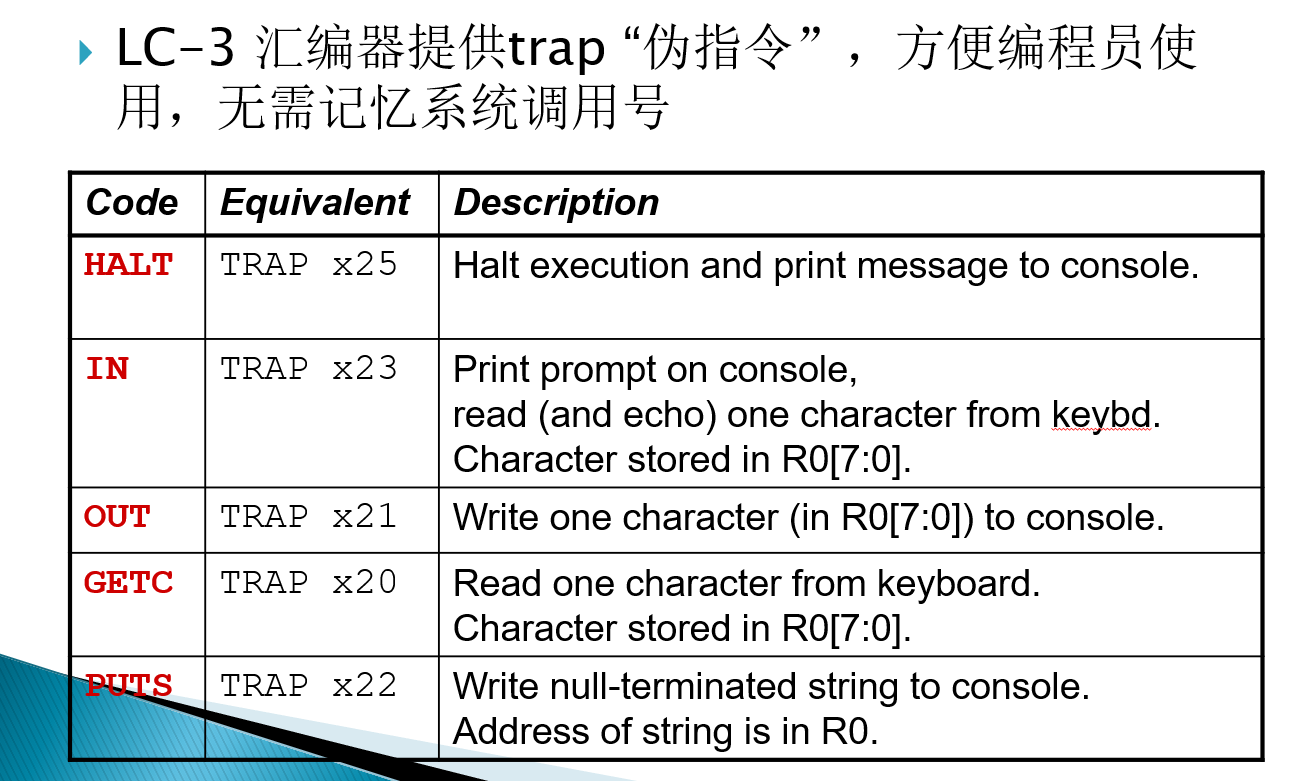 LC-3 汇编器提供trap “伪指令”，方便编程员使
用，无需记忆系统调用号
Code Equivalent Description
HALT TRAP x25 Halt execution and print message to console.
IN TRAP x23 Print prompt on console,
read (and echo) one character from keybd.
Character stored in R0[7:0].
OUT TRAP x21 Write one character (in R0[7:0]) to console.
GETC TRAP x20 Read one character from keyboard.
Character stored in R0[7:0].
PUTS TRAP x22 Write null-terminated string to console.
Address of string is in R0.